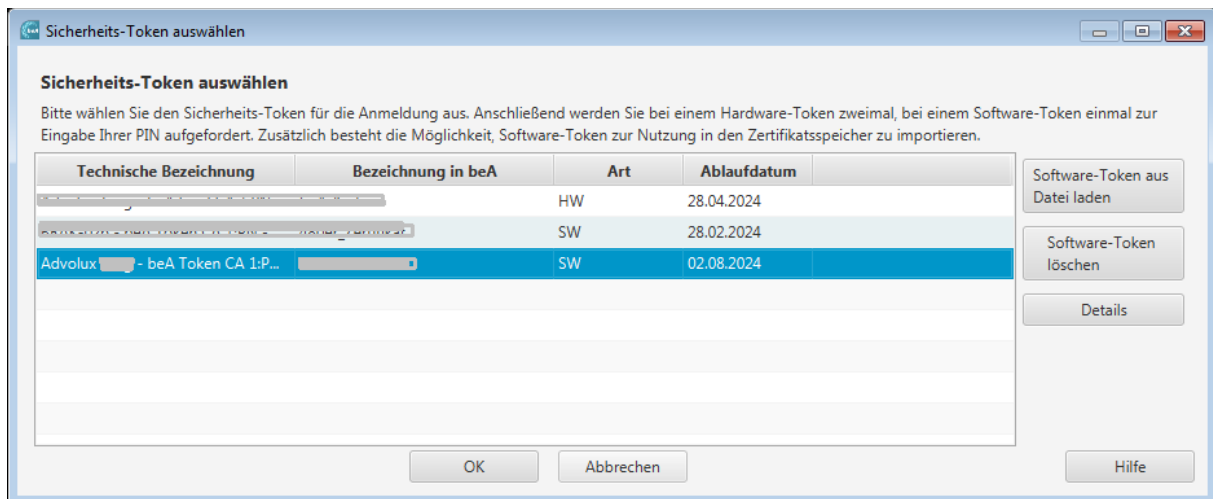 beA Sicherheits-Token auswählen
Sicherheits-Token auswählen
Bitte wählen Sie den Sicherheits-Token für die Anmeldung aus. Anschließend werden Sie bei einem Hardware-Token zweimal, bei einem Software-Token einmal zur
Eingabe Ihrer PIN aufgefordert. Zusätzlich besteht die Möglichkeit, Software-Token zur Nutzung in den Zertifikatsspeicher zu importieren.
Technische Bezeichnung Bezeichnung in beA Art Ablaufdatum
HW 28.04.2024
SW 28.02.2024
Advolux - beA Token CA 1:P... SW 02.08.2024
Software-Token aus
Datei laden
Software-Token
löschen
Details
OK Abbrechen Hilfe